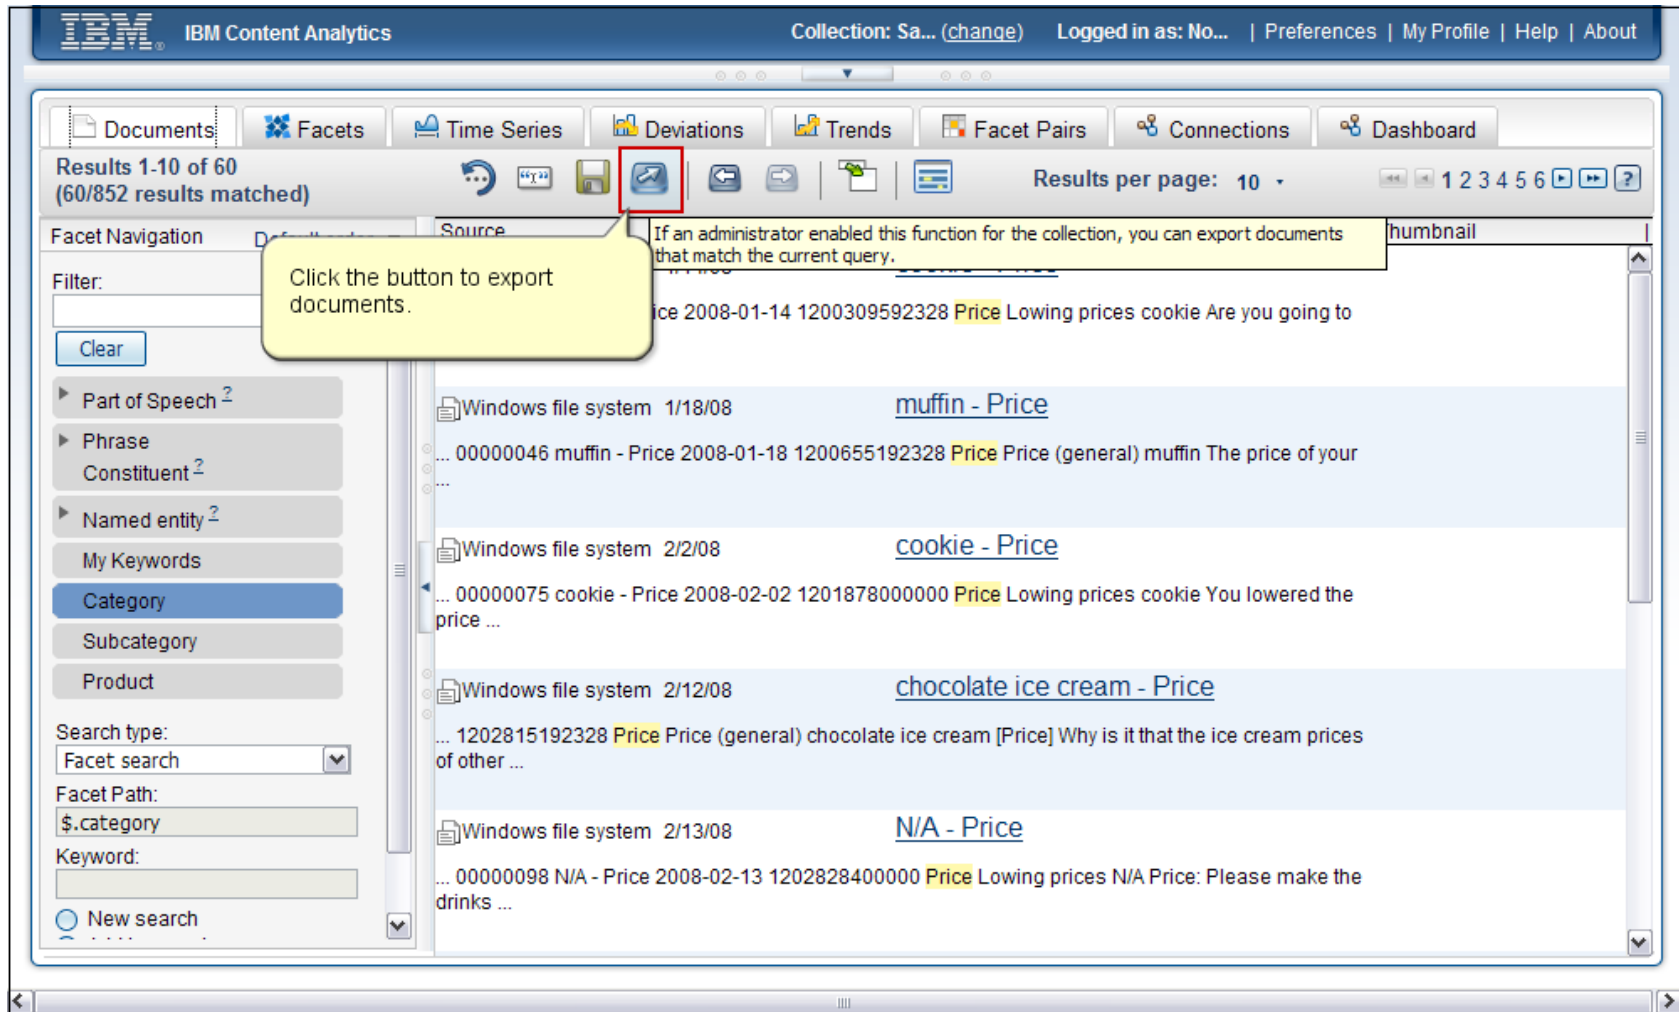 IBM IBM Content Analytics Collection: Sa... (change) Logged in as: No... | Preferences | My Profile | Help | About
Documents Facets Time Series Deviations Trends Facet Pairs Connections Dashboard
Results 1-10 of 60
(60/852 results matched)
Results per page: 10
1 2 3 4 5 6 ?
Facet Navigation
Source
humbnail
If an administrator enabled this function for the collection, you can export documents
that match the current query.
Click the button to export
documents.
Filter:
Clear
Part of Speech ?
Phrase
Constituent ?
Named entity ?
My Keywords
Category
Subcategory
Product
Search type:
Facet search
Facet Path:
$.category
Keyword:
New search
ice 2008-01-14 1200309592328 Price Lowing prices cookie Are you going to
Windows file system 1/18/08 muffin - Price
... 00000046 muffin - Price 2008-01-18 1200655192328 Price Price (general) muffin The price of your
...
Windows file system 2/2/08 cookie - Price
... 00000075 cookie - Price 2008-02-02 1201878000000 Price Lowing prices cookie You lowered the
price ...
Windows file system 2/12/08 chocolate ice cream - Price
... 1202815192328 Price Price (general) chocolate ice cream [Price] Why is it that the ice cream prices
of other ...
Windows file system 2/13/08 N/A - Price
... 00000098 N/A - Price 2008-02-13 1202828400000 Price Lowing prices N/A Price: Please make the
drinks ...